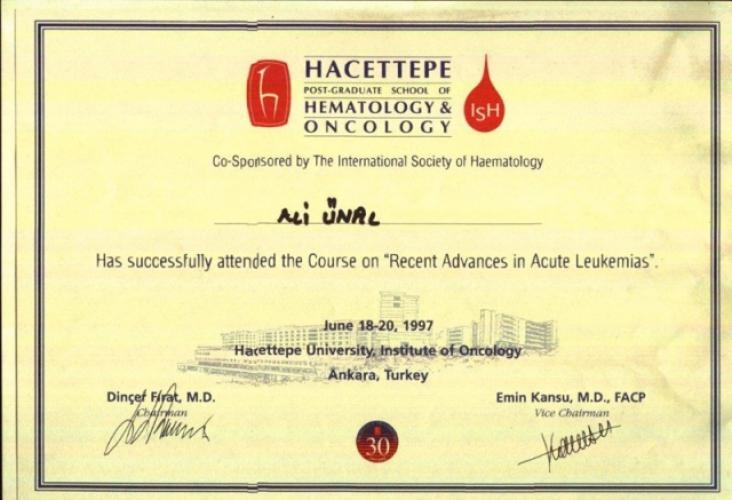 HACETTEPE
POST-GRADUATE SCHOOL OF
HEMATOLOGY &
ONCOLOGY
ISH
Co-Sponsored by The International Society of Haematology
Ali ÜNAL
Has successfully attended the Course on "Recent Advances in Acute Leukemias".
June 18-20, 1997
Hacettepe University, Institute of Oncology
Ankara, Turkey
Dinçer Fırat, M.D.
Chairman
Emin Kansu, M.D., FACP
Vice Chairman
30